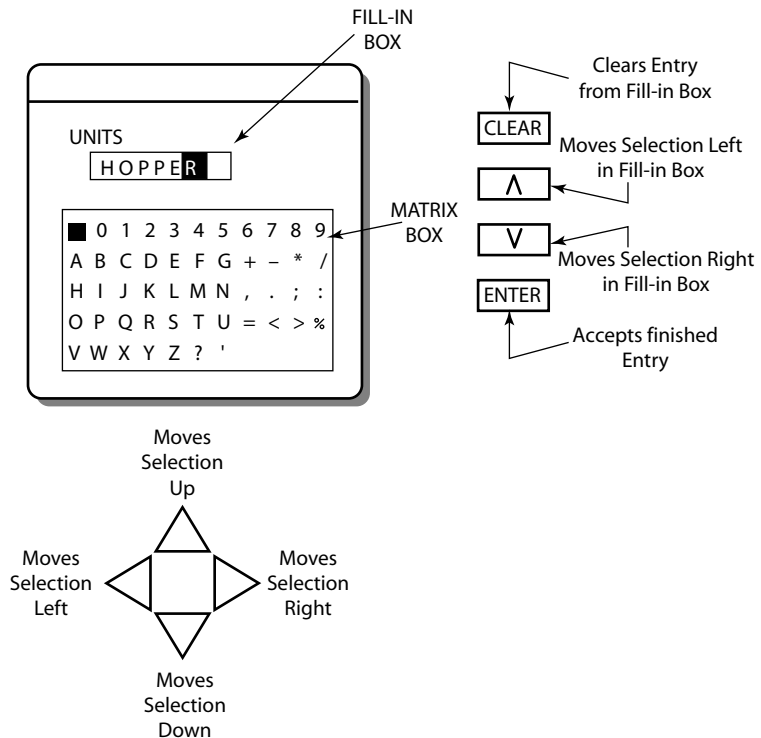 FILL-IN
BOX
UNITS
HOPPER
0 1 2 3 4 5 6 7 8 9
A B C D E F G + – * /
H I J K L M N , . ; :
O P Q R S T U = < > %
V W X Y Z ? '
MATRIX
BOX
Clears Entry
from Fill-in Box
CLEAR
Moves Selection Left
in Fill-in Box
Λ
V
Moves Selection Right
in Fill-in Box
ENTER
Accepts finished
Entry
Moves
Selection
Up
Moves
Selection
Left
Moves
Selection
Right
Moves
Selection
Down